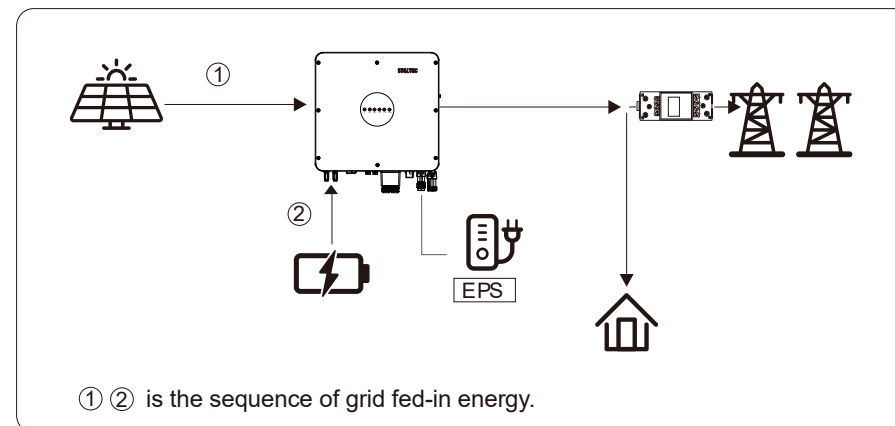 ①
②
EPS
① ② is the sequence of grid fed-in energy.